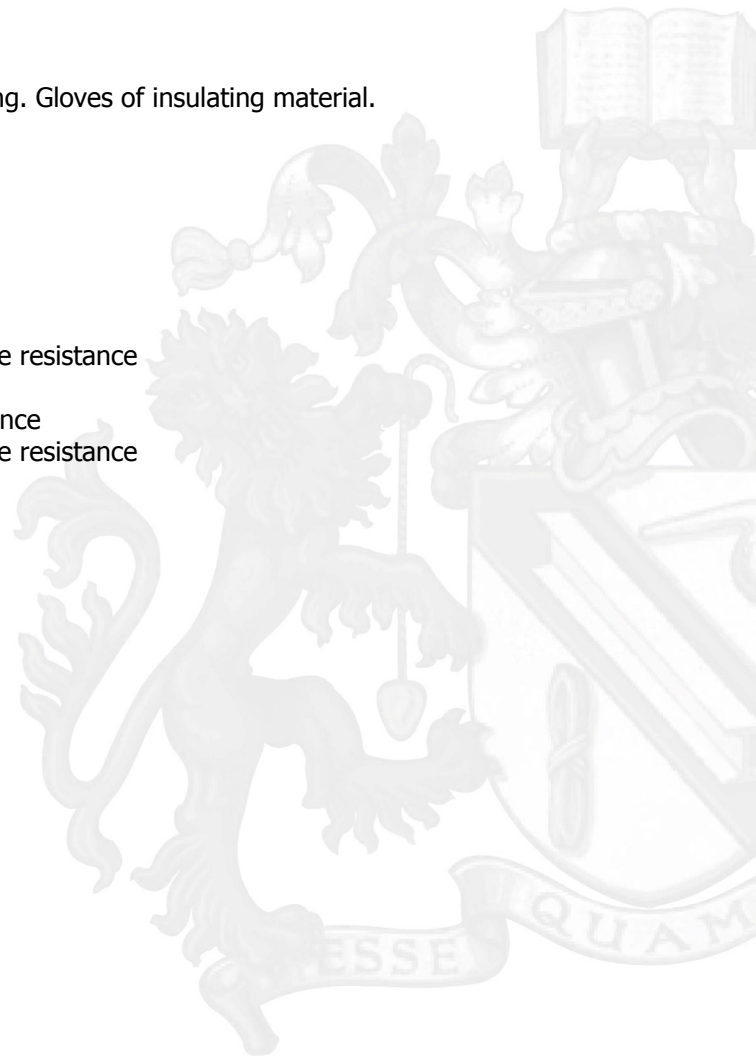 ng. Gloves of insulating material.
e resistance
nce
e resistance
ESSE
QUAM